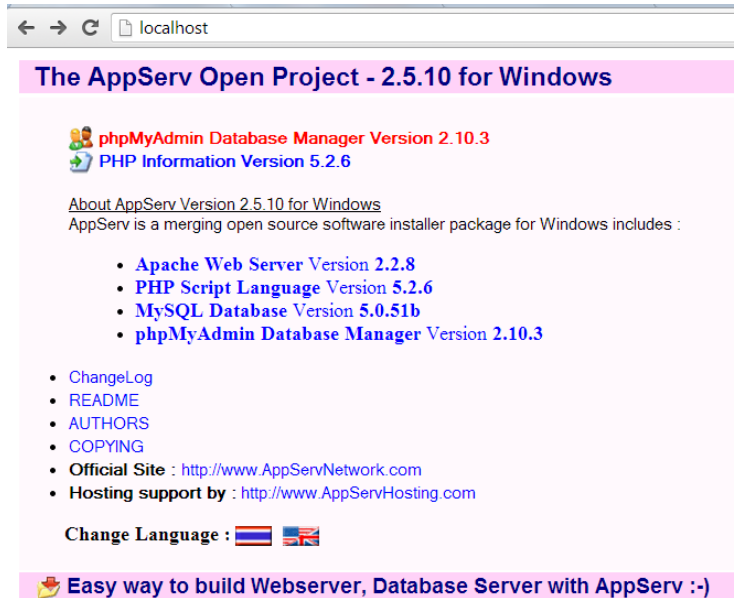 localhost
The AppServ Open Project - 2.5.10 for Windows
phpMyAdmin Database Manager Version 2.10.3
PHP Information Version 5.2.6
About AppServ Version 2.5.10 for Windows
AppServ is a merging open source software installer package for Windows includes :
• Apache Web Server Version 2.2.8
• PHP Script Language Version 5.2.6
• MySQL Database Version 5.0.51b
• phpMyAdmin Database Manager Version 2.10.3
• ChangeLog
• README
• AUTHORS
• COPYING
• Official Site : http://www.AppServNetwork.com
• Hosting support by : http://www.AppServHosting.com
Change Language :
Easy way to build Webserver, Database Server with AppServ :-)